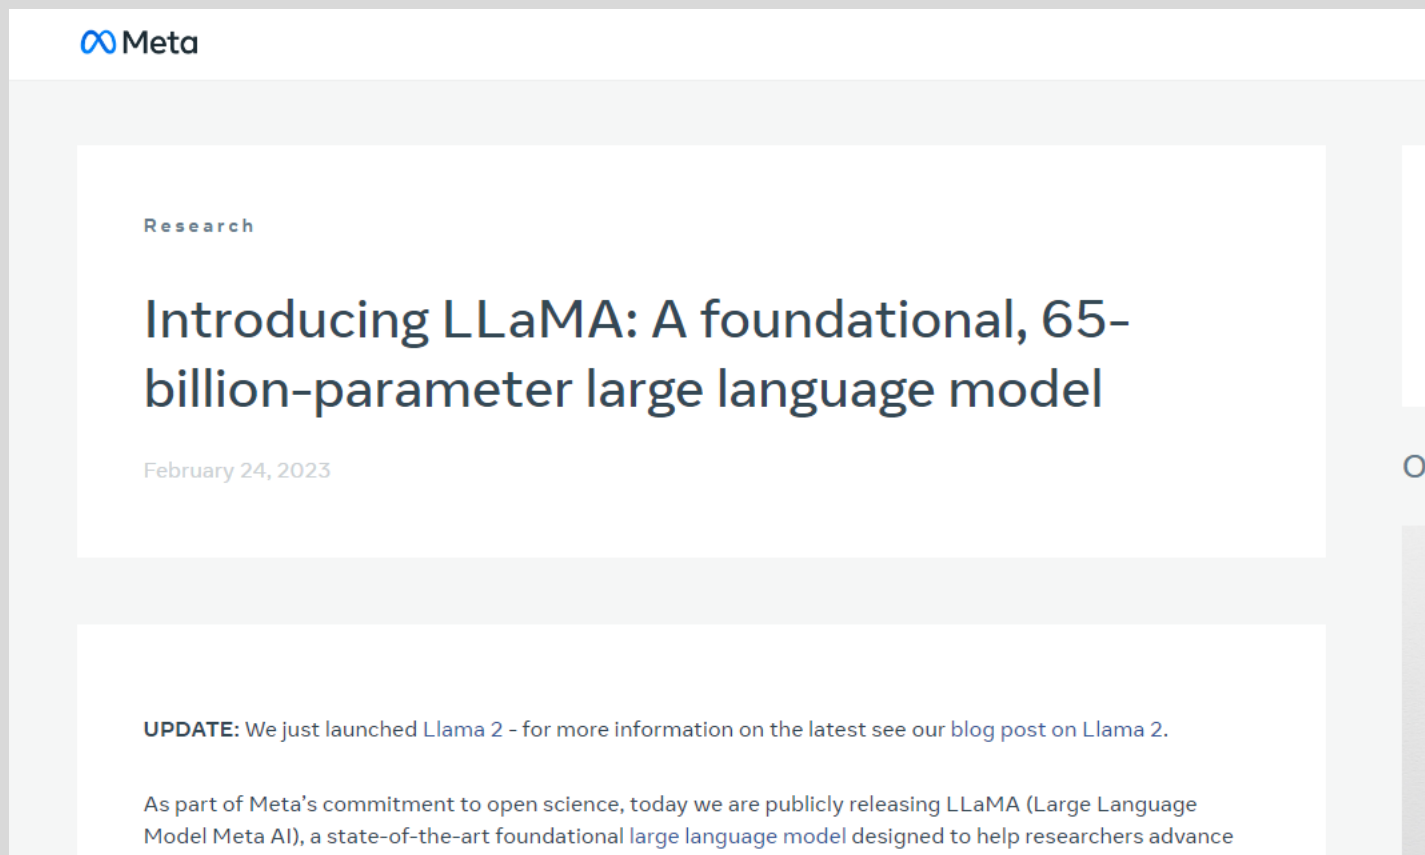 Meta
Research
Introducing LLaMA: A foundational, 65-
billion-parameter large language model
February 24, 2023
O
UPDATE: We just launched Llama 2 - for more information on the latest see our blog post on Llama 2.
As part of Meta’s commitment to open science, today we are publicly releasing LLaMA (Large Language
Model Meta AI), a state-of-the-art foundational large language model designed to help researchers advance